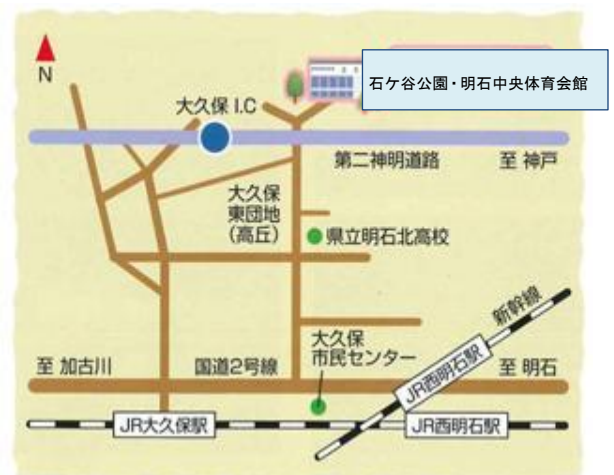 N
石ケ谷公園・明石中央体育会館
大久保 I.C
第二神明道路
至 神戸
大久保
東団地
(高丘)
県立明石北高校
新幹線
大久保
市民センター
至 加古川
国道2号線
JR西明石駅
至 明石
JR大久保駅
JR西明石駅